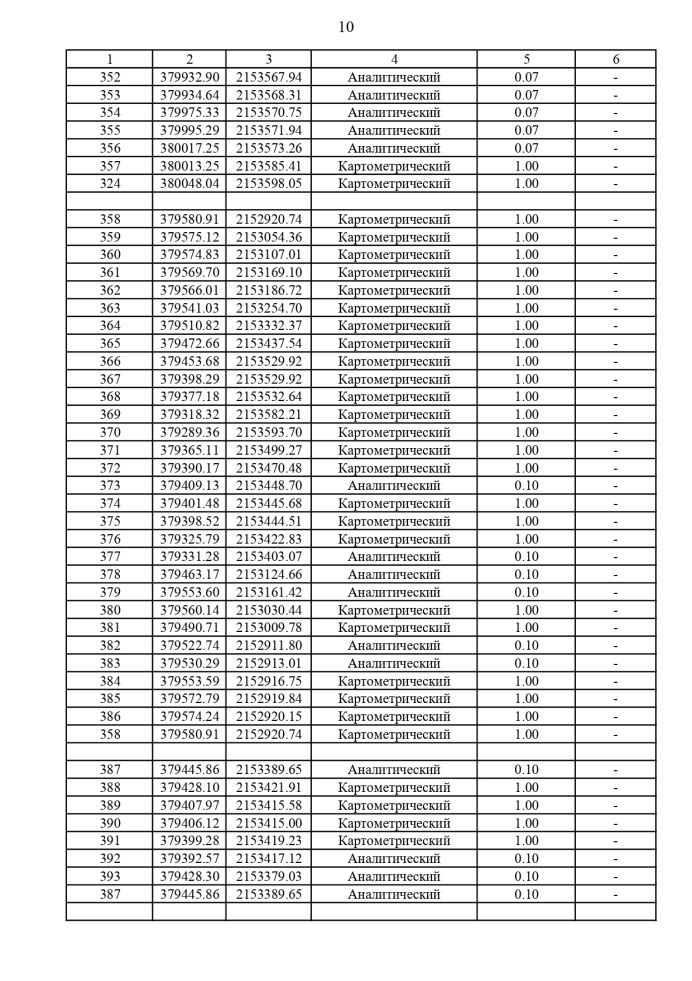 10
1 2 3 4 5 6
352 379932.90 2153567.94 Аналитический 0.07 -
353 379934.64 2153568.31 Аналитический 0.07 -
354 379975.33 2153570.75 Аналитический 0.07 -
355 379995.29 2153571.94 Аналитический 0.07 -
356 380017.25 2153573.26 Аналитический 0.07 -
357 380013.25 2153585.41 Картометрический 1.00 -
324 380048.04 2153598.05 Картометрический 1.00 -
358 379580.91 2152920.74 Картометрический 1.00 -
359 379575.12 2153054.36 Картометрический 1.00 -
360 379574.83 2153107.01 Картометрический 1.00 -
361 379569.70 2153169.10 Картометрический 1.00 -
362 379566.01 2153186.72 Картометрический 1.00 -
363 379541.03 2153254.70 Картометрический 1.00 -
364 379510.82 2153332.37 Картометрический 1.00 -
365 379472.66 2153437.54 Картометрический 1.00 -
366 379453.68 2153529.92 Картометрический 1.00 -
367 379398.29 2153529.92 Картометрический 1.00 -
368 379377.18 2153532.64 Картометрический 1.00 -
369 379318.32 2153582.21 Картометрический 1.00 -
370 379289.36 2153593.70 Картометрический 1.00 -
371 379365.11 2153499.27 Картометрический 1.00 -
372 379390.17 2153470.48 Картометрический 1.00 -
373 379409.13 2153448.70 Аналитический 0.10 -
374 379401.48 2153445.68 Картометрический 1.00 -
375 379398.52 2153444.51 Картометрический 1.00 -
376 379325.79 2153422.83 Картометрический 1.00 -
377 379331.28 2153403.07 Аналитический 0.10 -
378 379463.17 2153124.66 Аналитический 0.10 -
379 379553.60 2153161.42 Аналитический 0.10 -
380 379560.14 2153030.44 Картометрический 1.00 -
381 379490.71 2153009.78 Картометрический 1.00 -
382 379522.74 2152911.80 Аналитический 0.10 -
383 379530.29 2152913.01 Аналитический 0.10 -
384 379553.59 2152916.75 Картометрический 1.00 -
385 379572.79 2152919.84 Картометрический 1.00 -
386 379574.24 2152920.15 Картометрический 1.00 -
358 379580.91 2152920.74 Картометрический 1.00 -
387 379445.86 2153389.65 Аналитический 0.10 -
388 379428.10 2153421.91 Картометрический 1.00 -
389 379407.97 2153415.58 Картометрический 1.00 -
390 379406.12 2153415.00 Картометрический 1.00 -
391 379399.28 2153419.23 Картометрический 1.00 -
392 379392.57 2153417.12 Аналитический 0.10 -
393 379428.30 2153379.03 Аналитический 0.10 -
387 379445.86 2153389.65 Аналитический 0.10 -